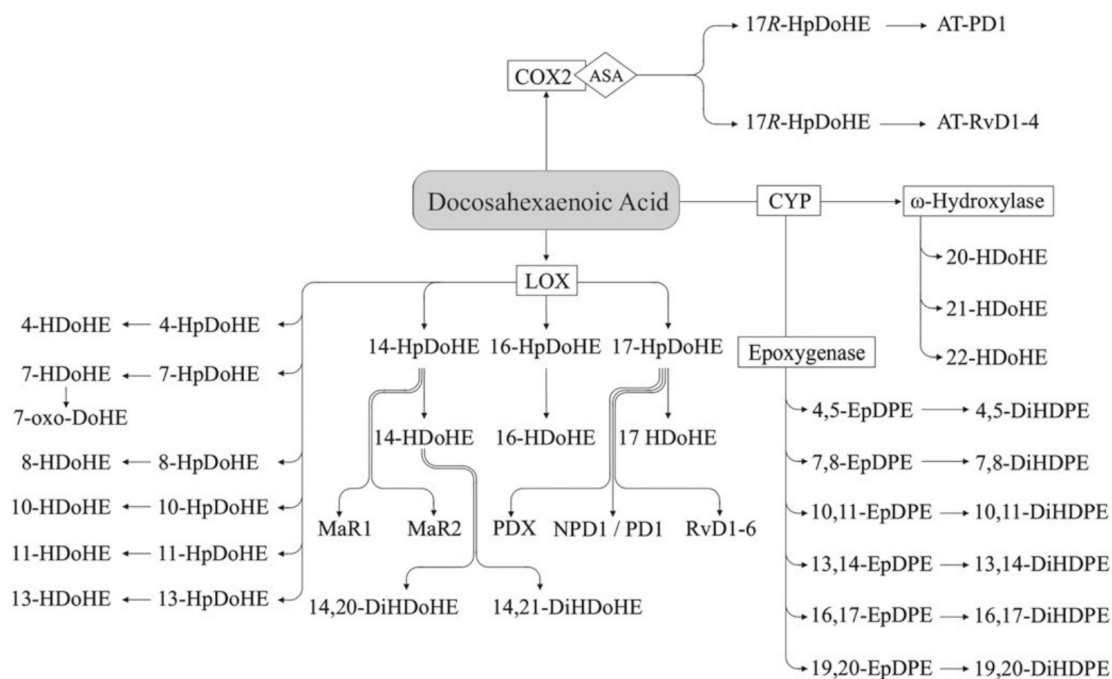 17R-HpDoHE AT-PD1
COX2 ASA
17R-HpDoHE AT-RvD1-4
Docosahexaenoic Acid CYP ω-Hydroxylase
20-HDoHE
LOX
21-HDoHE
4-HDoHE 4-HpDoHE
14-HpDoHE 16-HpDoHE 17-HpDoHE Epoxygenase 22-HDoHE
7-HDoHE 7-HpDoHE
7-oxo-DoHE
4,5-EpDPE 4,5-DiHDPE
14-HDoHE 16-HDoHE 17 HDoHE
8-HDoHE 8-HpDoHE 7,8-EpDPE 7,8-DiHDPE
10-HDoHE 10-HpDoHE
MaR1 MaR2 PDX NPD1 / PD1 RvD1-6 10,11-EpDPE 10,11-DiHDPE
11-HDoHE 11-HpDoHE
13,14-EpDPE 13,14-DiHDPE
13-HDoHE 13-HpDoHE 14,20-DiHDoHE 14,21-DiHDoHE
16,17-EpDPE 16,17-DiHDPE
19,20-EpDPE 19,20-DiHDPE